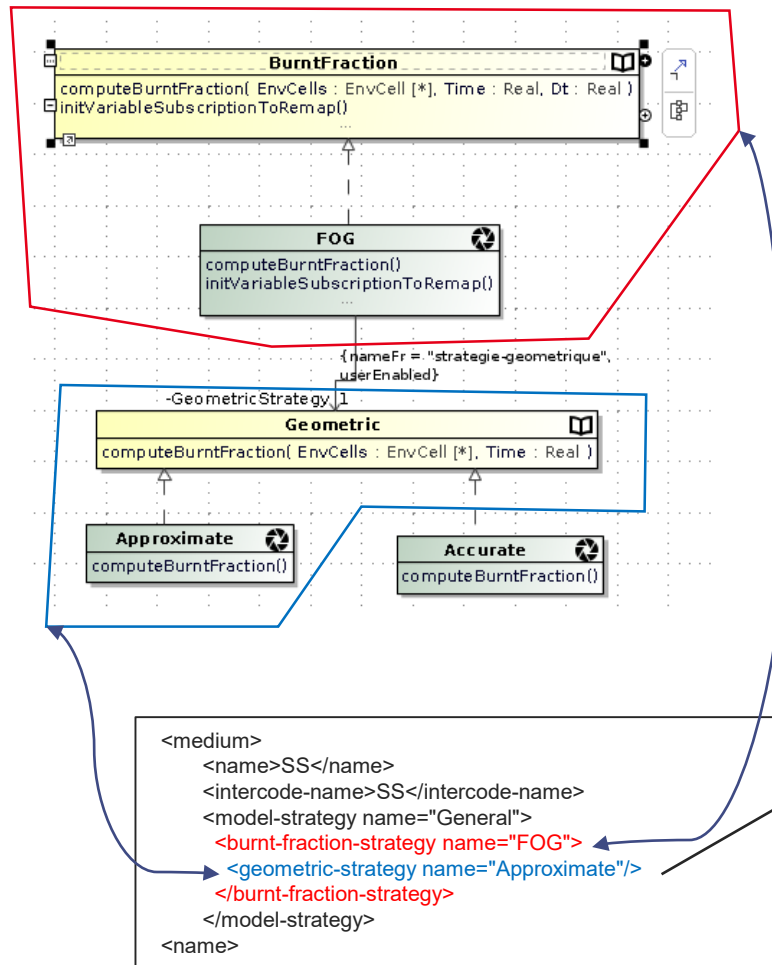 BurntFraction
computeBurntFraction( EnvCells : EnvCell [*], Time : Real, Dt : Real )
initVariableSubscriptionToRemap()
...
FOG
computeBurntFraction()
initVariableSubscriptionToRemap()
...
{nameFr = "strategie-geometrique",
userEnabled}
-GeometricStrategy 1
Geometric
computeBurntFraction( EnvCells : EnvCell [*], Time : Real )
Approximate
computeBurntFraction()
Accurate
computeBurntFraction()
<medium>
<name>SS</name>
<intercode-name>SS</intercode-name>
<model-strategy name="General">
<burnt-fraction-strategy name="FOG">
<geometric-strategy name="Approximate"/>
</burnt-fraction-strategy>
</model-strategy>
<name>